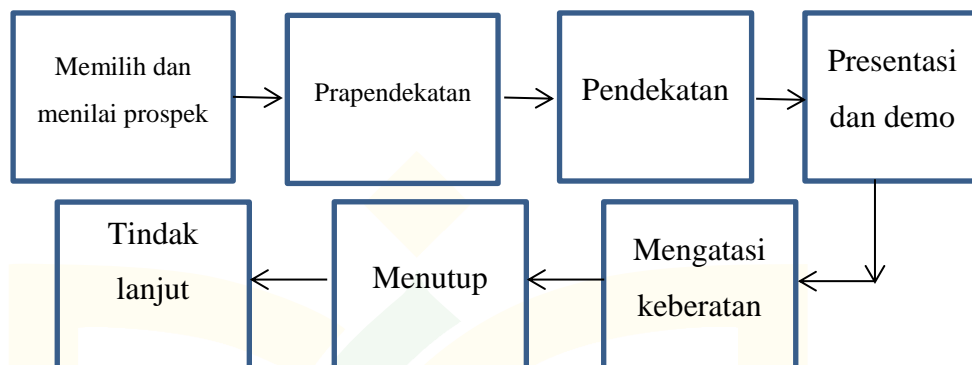 Memilih dan
menilai prospek
Prapendekatan
Pendekatan
Presentasi
dan demo
Mengatasi
keberatan
Menutup
Tindak
lanjut